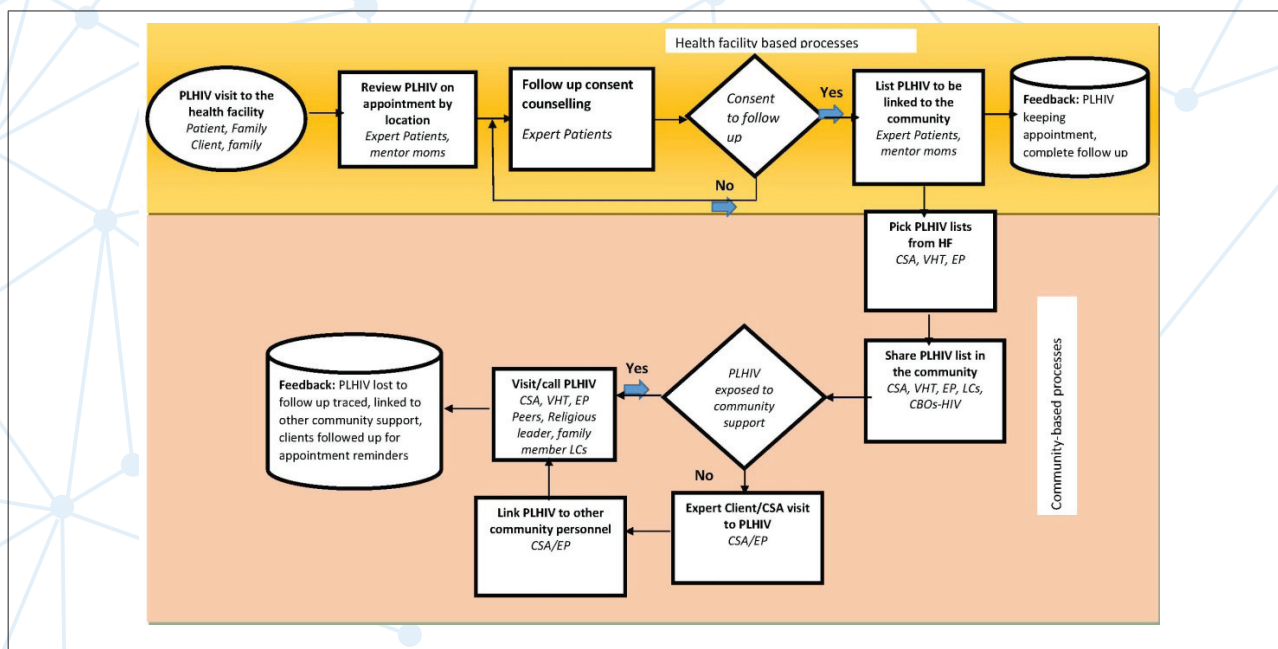 Health facility based processes
PLHIV visit to the
health facility
Patient, Family
Client, family
Review PLHIV on
appointment by
location
Expert Patients,
mentor moms
Follow up consent
counselling
Expert Patients
Consent
to follow
up
Yes
No
List PLHIV to be
linked to the
community
Expert Patients,
mentor moms
Feedback: PLHIV
keeping
appointment,
complete follow up
Pick PLHIV lists
from HF
CSA, VHT, EP
Share PLHIV list in
the community
CSA, VHT, EP, LCs,
CBOs-HIV
PLHIV
exposed to
community
support
Yes
No
Visit/call PLHIV
CSA, VHT, EP
Peers, Religious
leader, family
member LCs
Feedback: PLHIV lost to
follow up traced, linked to
other community support,
clients followed up for
appointment reminders
Expert Client/CSA visit
to PLHIV
CSA/EP
Link PLHIV to other
community personnel
CSA/EP
Community-based processes